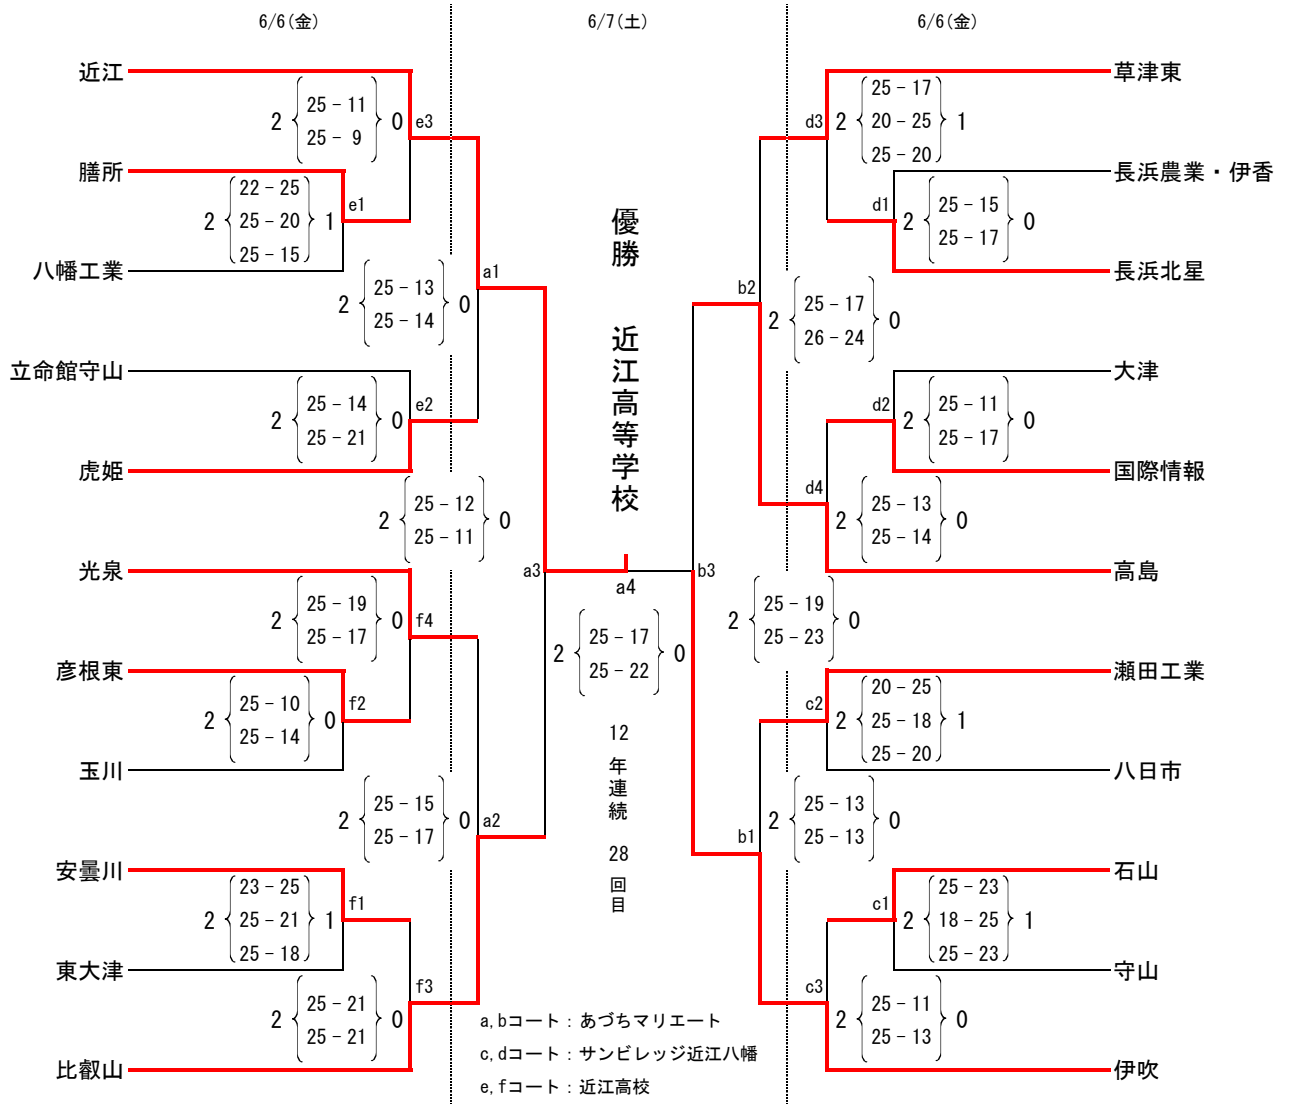 6/6(金)
6/7(土)
6/6(金)
近江
2 25 - 11 0 e3
25 - 9
膳所
2 22 - 25 1 e1
25 - 20
25 - 15
八幡工業
2 25 - 13 0 a1
25 - 14
立命館守山
2 25 - 14 0 e2
25 - 21
虎姫
2 25 - 12 0 a3
25 - 11
光泉
2 25 - 19 0 f4
25 - 17
彦根東
2 25 - 10 0 f2
25 - 14
玉川
2 25 - 15 0 a2
25 - 17
安曇川
2 23 - 25 1 f1
25 - 21
25 - 18
東大津
2 25 - 21 0 f3
25 - 21
比叡山
優勝 近江高等学校
a4
2 25 - 17 0
25 - 22
12年連続 28回目
a,bコート：あづちマリエート
c,dコート：サンビレッジ近江八幡
e,fコート：近江高校
草津東
d3 2 25 - 17 1
20 - 25
25 - 20
長浜農業・伊香
d1 2 25 - 15 0
25 - 17
長浜北星
b2 2 25 - 17 0
26 - 24
大津
d2 2 25 - 11 0
25 - 17
国際情報
d4 2 25 - 13 0
25 - 14
高島
b3 2 25 - 19 0
25 - 23
瀬田工業
c2 2 20 - 25 1
25 - 18
25 - 20
八日市
b1 2 25 - 13 0
25 - 13
石山
c1 2 25 - 23 1
18 - 25
25 - 23
守山
c3 2 25 - 11 0
25 - 13
伊吹